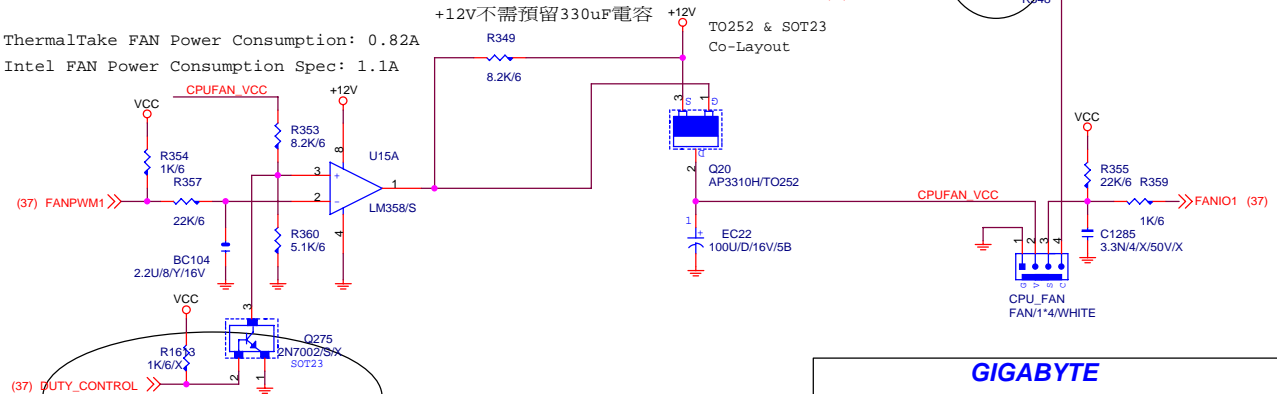 +12V不需預留330uF電容
+12V
TO252 & SOT23
Co-Layout
ThermalTake FAN Power Consumption: 0.82A
Intel FAN Power Consumption Spec: 1.1A
R349
8.2K/6
CPUFAN_VCC
+12V
VCC
R353
8.2K/6
R354
1K/6
R357
22K/6
(37) FANPWM1
U15A
LM358/S
3
2
1
8
4
+
-
R360
5.1K/6
BC104
2.2U/8/Y/16V
3
S
1
G
D
2
Q20
AP3310H/TO252
CPUFAN_VCC
1
+
EC22
100U/D/16V/5B
VCC
R355
22K/6
R359
1K/6
FANIO1 (37)
C1285
3.3N/4/X/50V/X
1
2
3
4
G
V
S
C
CPU_FAN
FAN/1*4/WHITE
VCC
R1613
1K/6/X
3
2
1
Q275
2N7002/S/X
SOT23
(37) DUTY_CONTROL
GIGABYTE